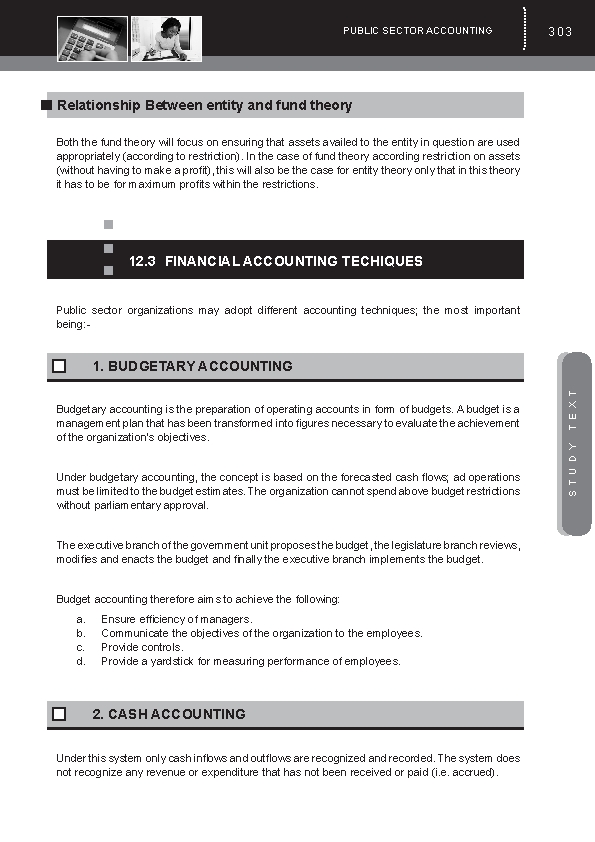 PUBLIC SECTOR ACCOUNTING
303
Relationship Between entity and fund theory
Both the fund theory will focus on ensuring that assets availed to the entity in question are used
appropriately (according to restriction). In the case of fund theory according restriction on assets
(without having to make a profit), this will also be the case for entity theory only that in this theory
it has to be for maximum profits within the restrictions.
12.3 FINANCIAL ACCOUNTING TECHIQUES
Public sector organizations may adopt different accounting techniques; the most important
being:-
1. BUDGETARY ACCOUNTING
Budgetary accounting is the preparation of operating accounts in form of budgets. A budget is a
management plan that has been transformed into figures necessary to evaluate the achievement
of the organization's objectives.
Under budgetary accounting, the concept is based on the forecasted cash flows; ad operations
must be limited to the budget estimates. The organization cannot spend above budget restrictions
without parliamentary approval.
The executive branch of the government unit proposes the budget, the legislature branch reviews,
modifies and enacts the budget and finally the executive branch implements the budget.
Budget accounting therefore aims to achieve the following:
a. Ensure efficiency of managers.
b. Communicate the objectives of the organization to the employees.
c. Provide controls.
d. Provide a yardstick for measuring performance of employees.
2. CASH ACCOUNTING
Under this system only cash inflows and outflows are recognized and recorded. The system does
not recognize any revenue or expenditure that has not been received or paid (i.e. accrued).
STUDY TEXT